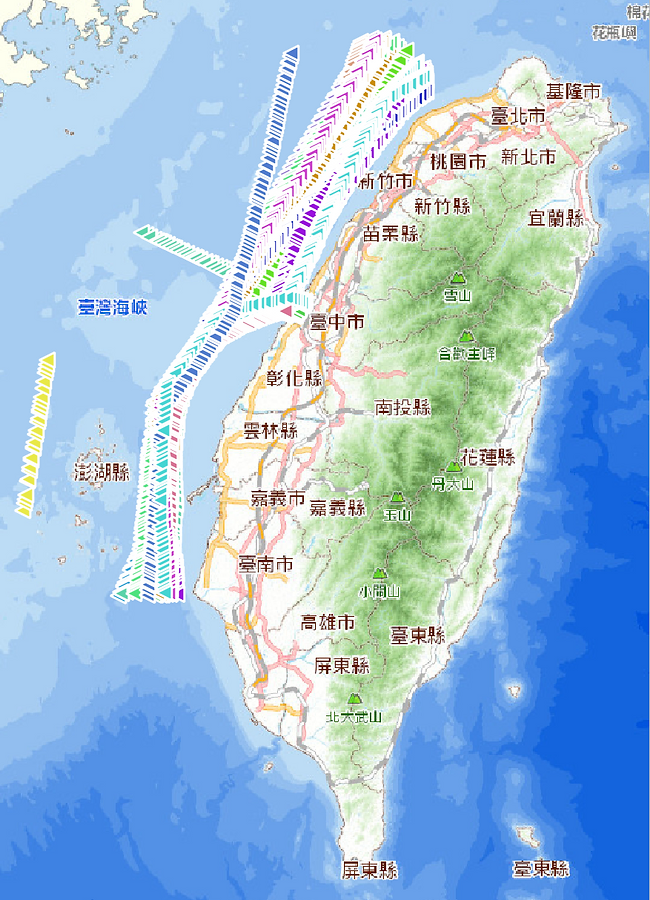 棉花
花瓶嶼
基隆市
臺北市
桃園市
新北市
新竹市
新竹縣
宜蘭縣
苗栗縣
雪山
臺灣海峽
臺中市
合歡主峰
彰化縣
南投縣
雲林縣
花蓮縣
澎湖縣
丹大山
嘉義市
嘉義縣
玉山
臺南市
小關山
高雄市
臺東縣
屏東縣
北大武山
屏東縣
臺東縣